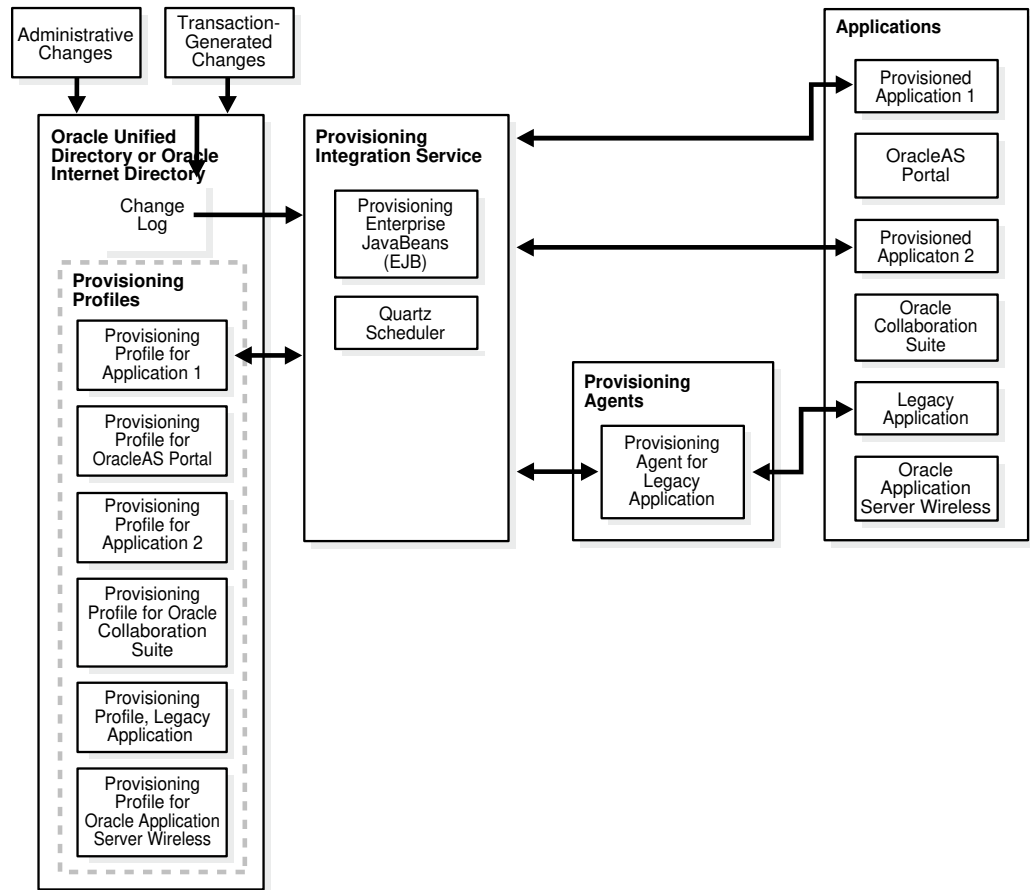 Administrative
Changes
Transaction-
Generated
Changes
Oracle Unified
Directory or Oracle
Internet Directory
Change
Log
Provisioning
Profiles
Provisioning
Profile for
Application 1
Provisioning
Profile for
OracleAS Portal
Provisioning
Profile for
Application 2
Provisioning
Profile for Oracle
Collaboration
Suite
Provisioning
Profile, Legacy
Application
Provisioning
Profile for
Oracle Application
Server Wireless
Provisioning
Integration Service
Provisioning
Enterprise
JavaBeans
(EJB)
Quartz
Scheduler
Provisioning
Agents
Provisioning
Agent for
Legacy
Application
Applications
Provisioned
Application 1
OracleAS
Portal
Provisioned
Applicaton 2
Oracle
Collaboration
Suite
Legacy
Application
Oracle
Application
Server Wireless